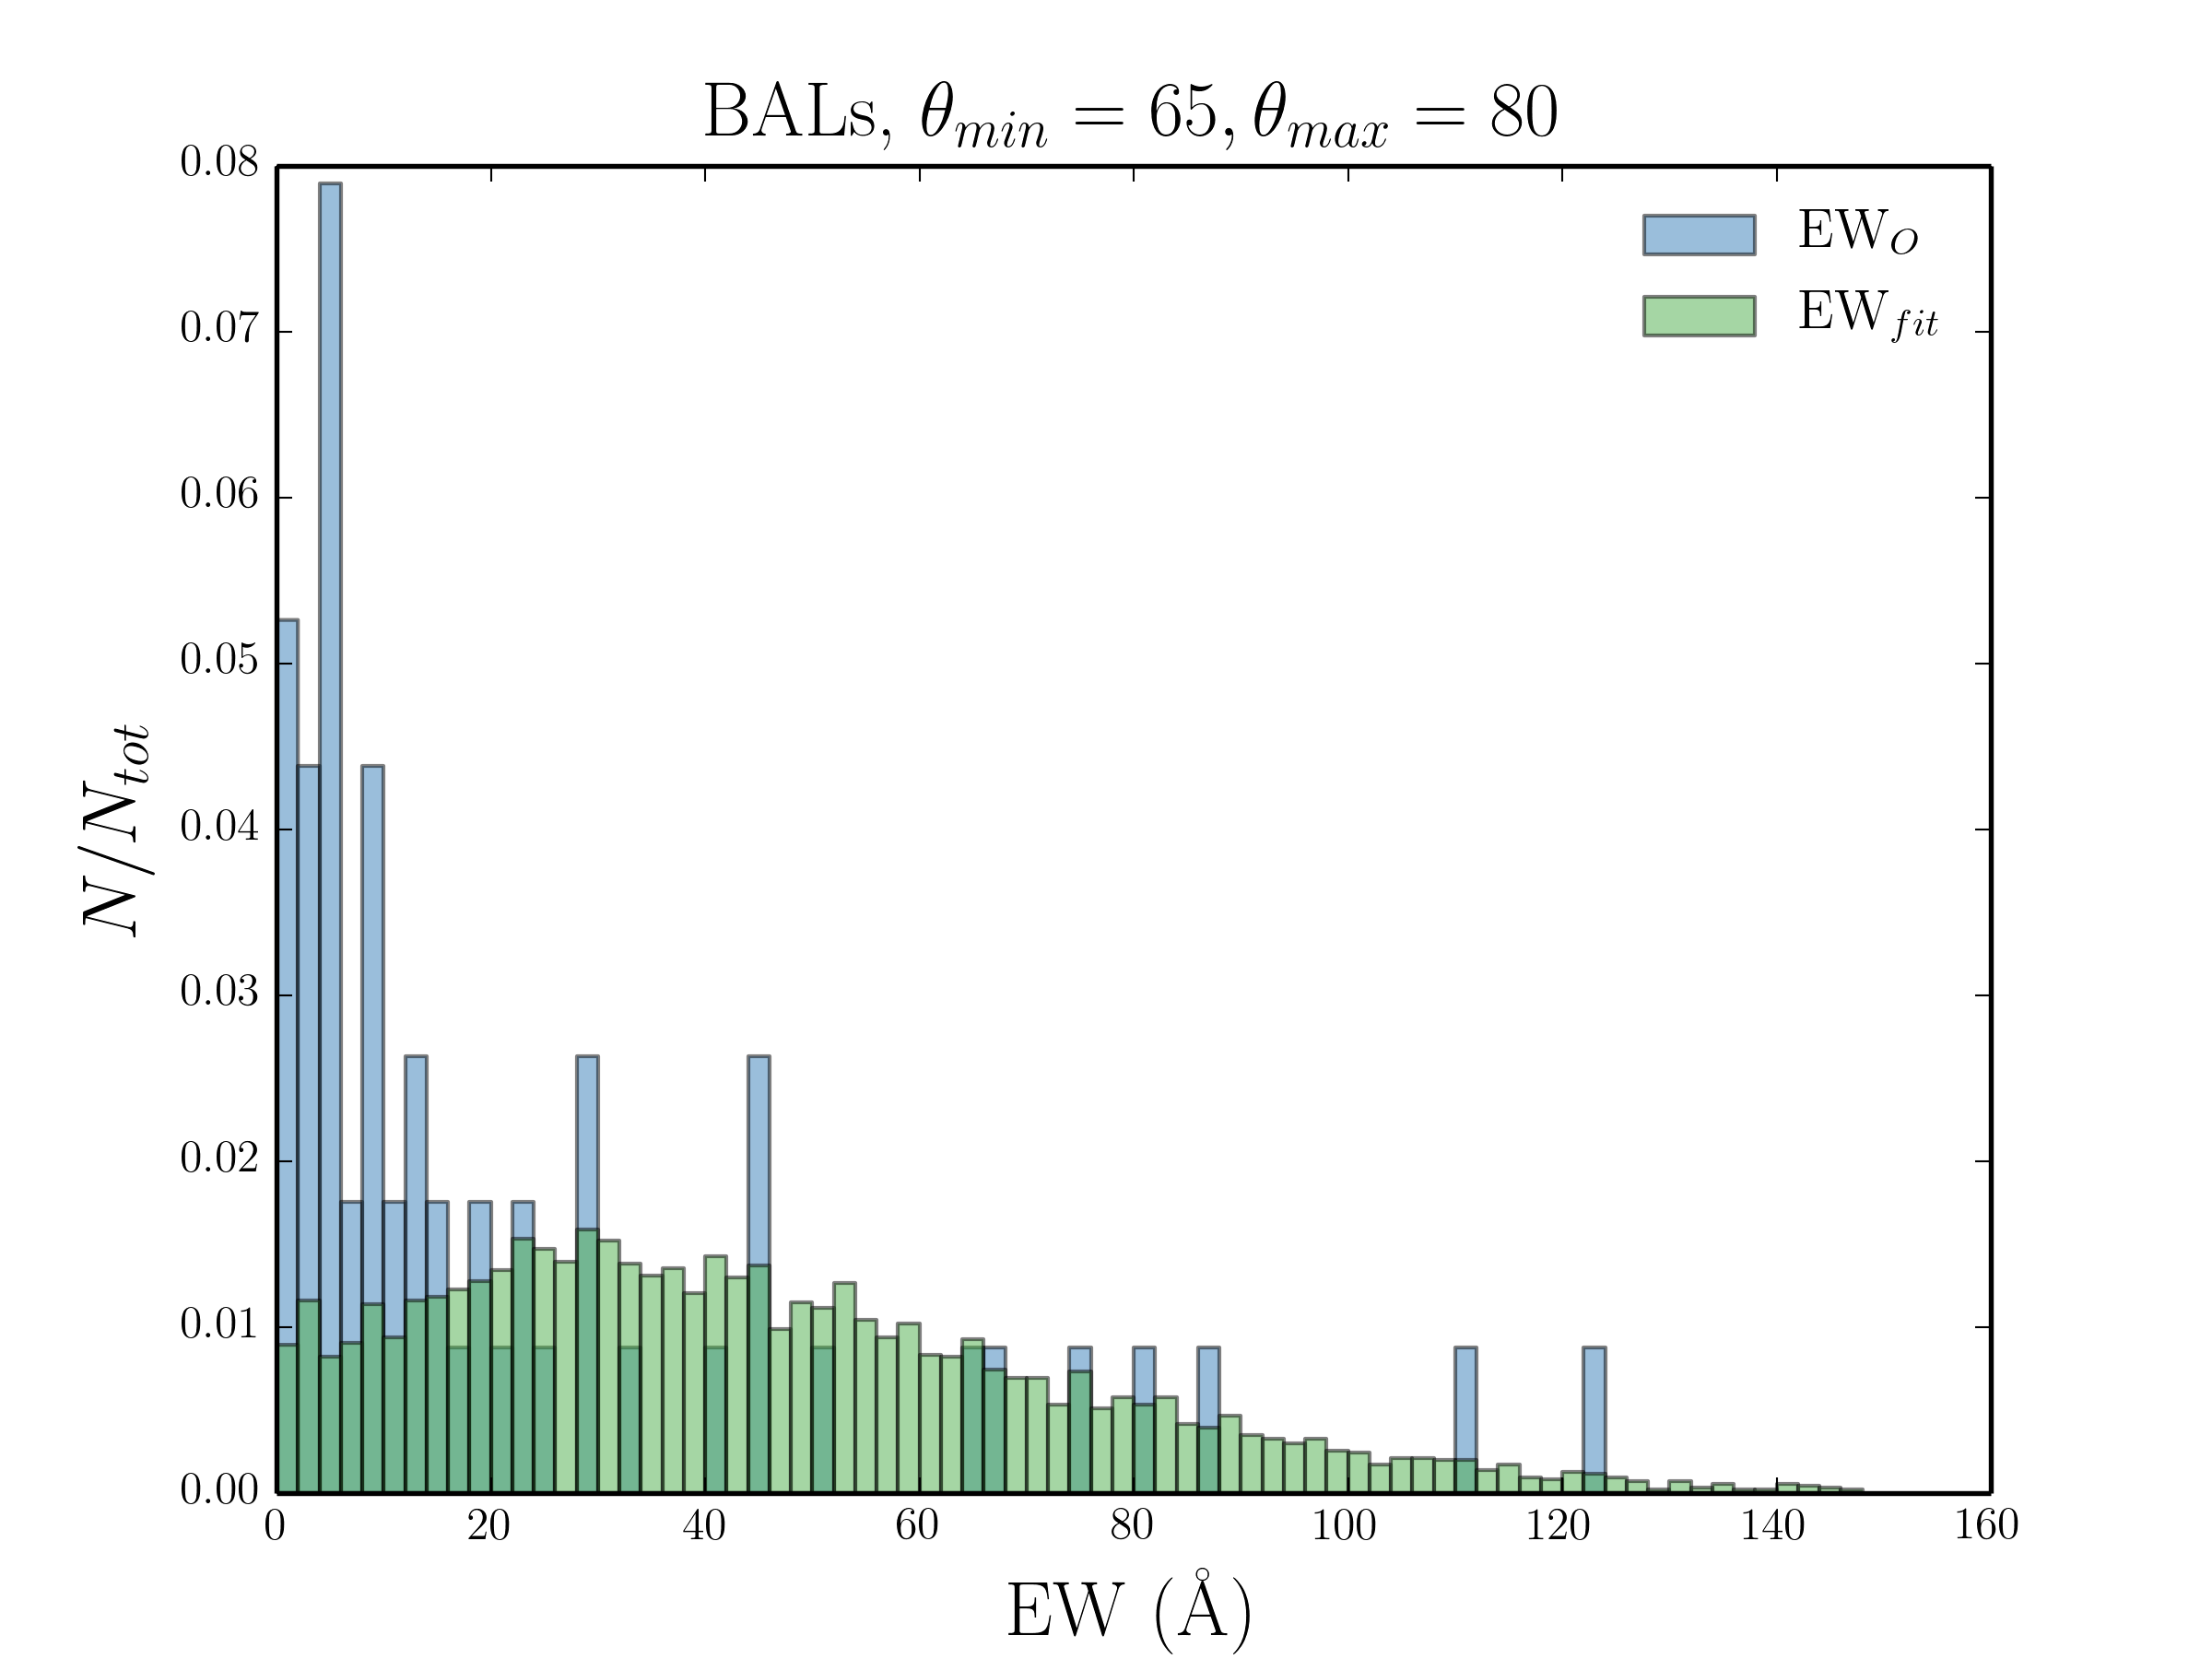 BALs, θ_min = 65, θ_max = 80
0.08
0.07
0.06
0.05
0.04
0.03
0.02
0.01
0.00
N/N_tot
EW_O
EW_fit
0 20 40 60 80 100 120 140 160
EW (Å)